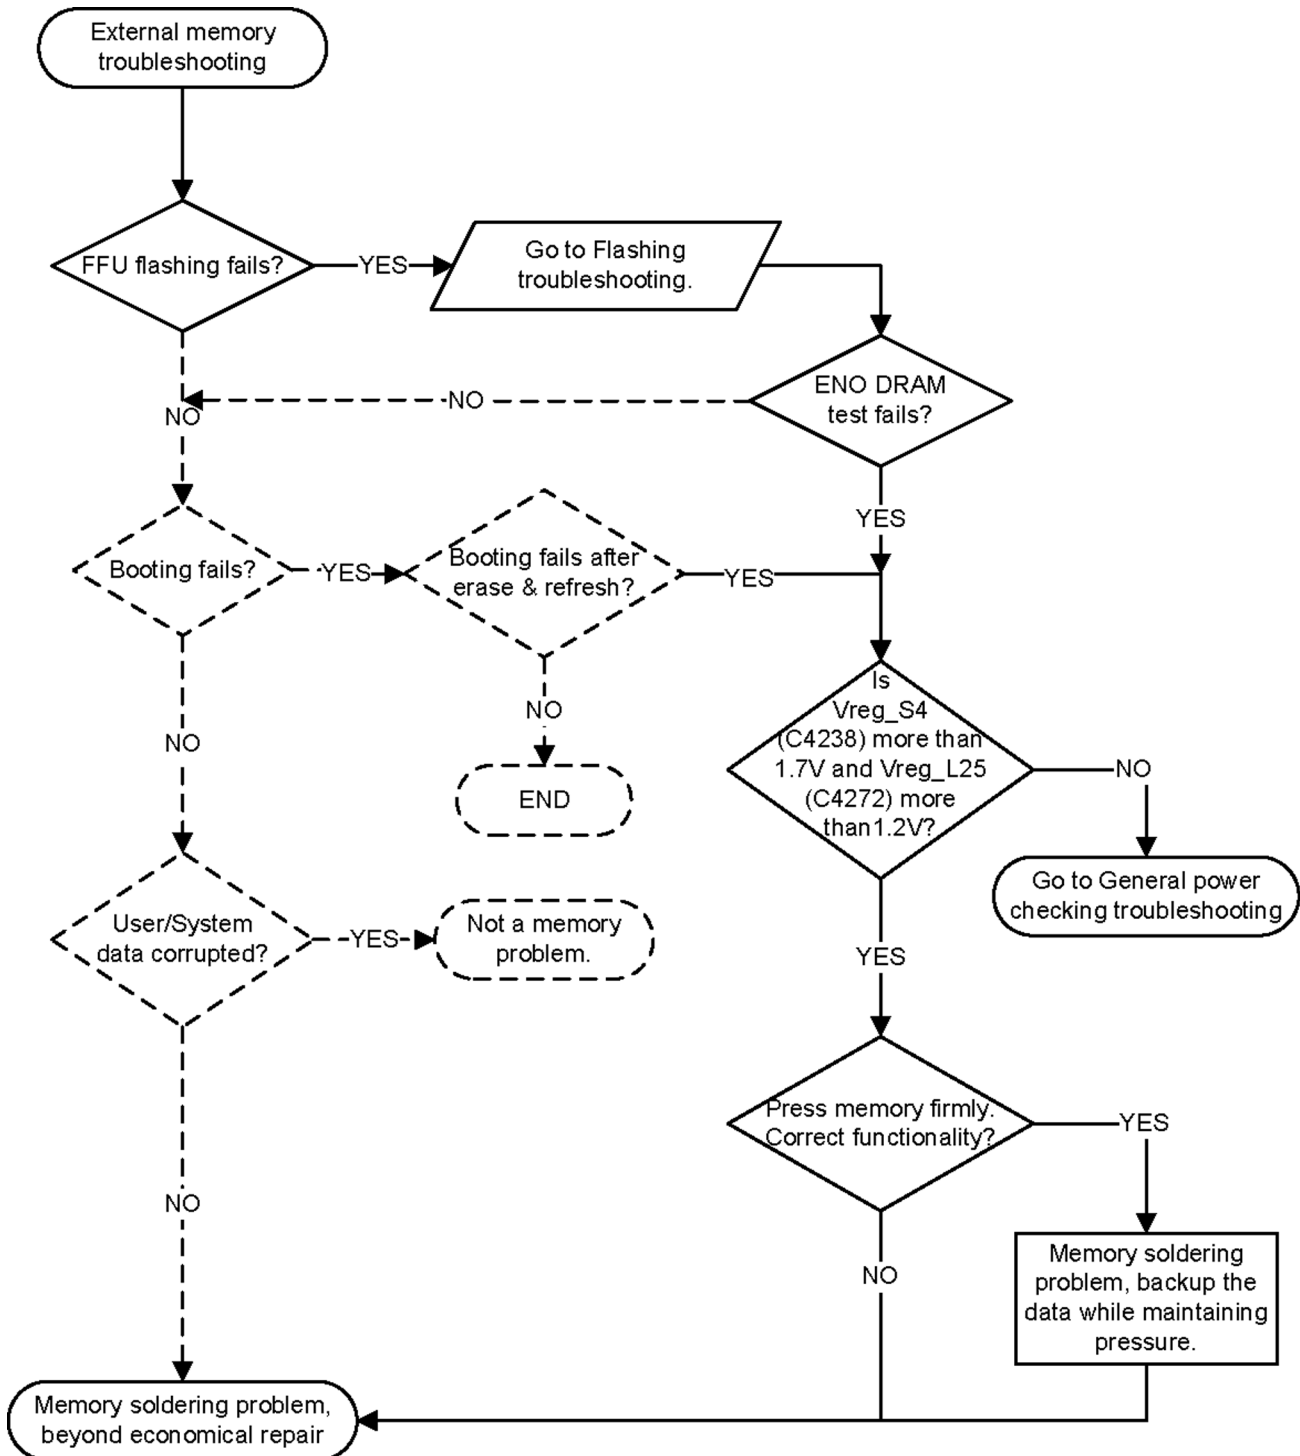 External memory
troubleshooting
FFU flashing fails?
YES
Go to Flashing
troubleshooting.
ENO DRAM
test fails?
NO
NO
YES
Booting fails?
YES
Booting fails after
erase & refresh?
YES
Is
Vreg_S4
(C4238) more than
1.7V and Vreg_L25
(C4272) more
than1.2V?
NO
NO
NO
END
Go to General power
checking troubleshooting
User/System
data corrupted?
YES
Not a memory
problem.
YES
Press memory firmly.
Correct functionality?
YES
NO
NO
Memory soldering
problem, backup the
data while maintaining
pressure.
Memory soldering problem,
beyond economical repair